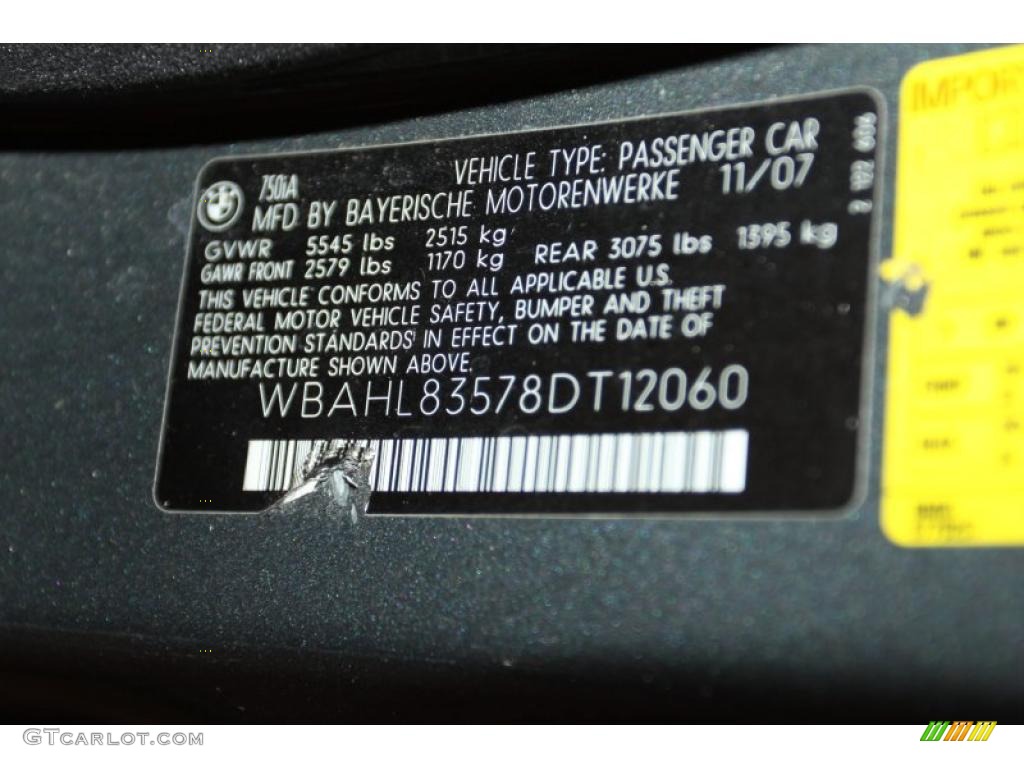 VEHICLE TYPE: PASSENGER CAR
750iA
MFD BY BAYERISCHE MOTORENWERKE 11/07
GVWR 5545 lbs 2515 kg
GAWR FRONT 2579 lbs 1170 kg REAR 3075 lbs 1395 kg
THIS VEHICLE CONFORMS TO ALL APPLICABLE U.S.
FEDERAL MOTOR VEHICLE SAFETY, BUMPER AND THEFT
PREVENTION STANDARDS IN EFFECT ON THE DATE OF
MANUFACTURE SHOWN ABOVE.
WBAHL83578DT12060
GTCARLOT.COM